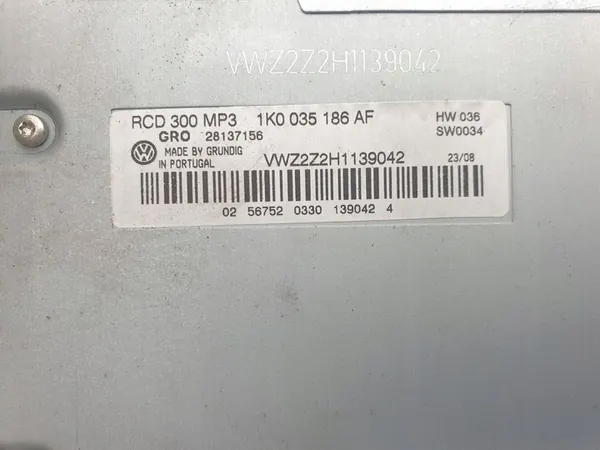 VWZ2Z2H1139042
RCD 300 MP3 1K0 035 186 AF HW 036
GRO 28137156 SW0034
VW MADE BY GRUNDIG
IN PORTUGAL VWZ2Z2H1139042 23/08
02 56752 0330 139042 4